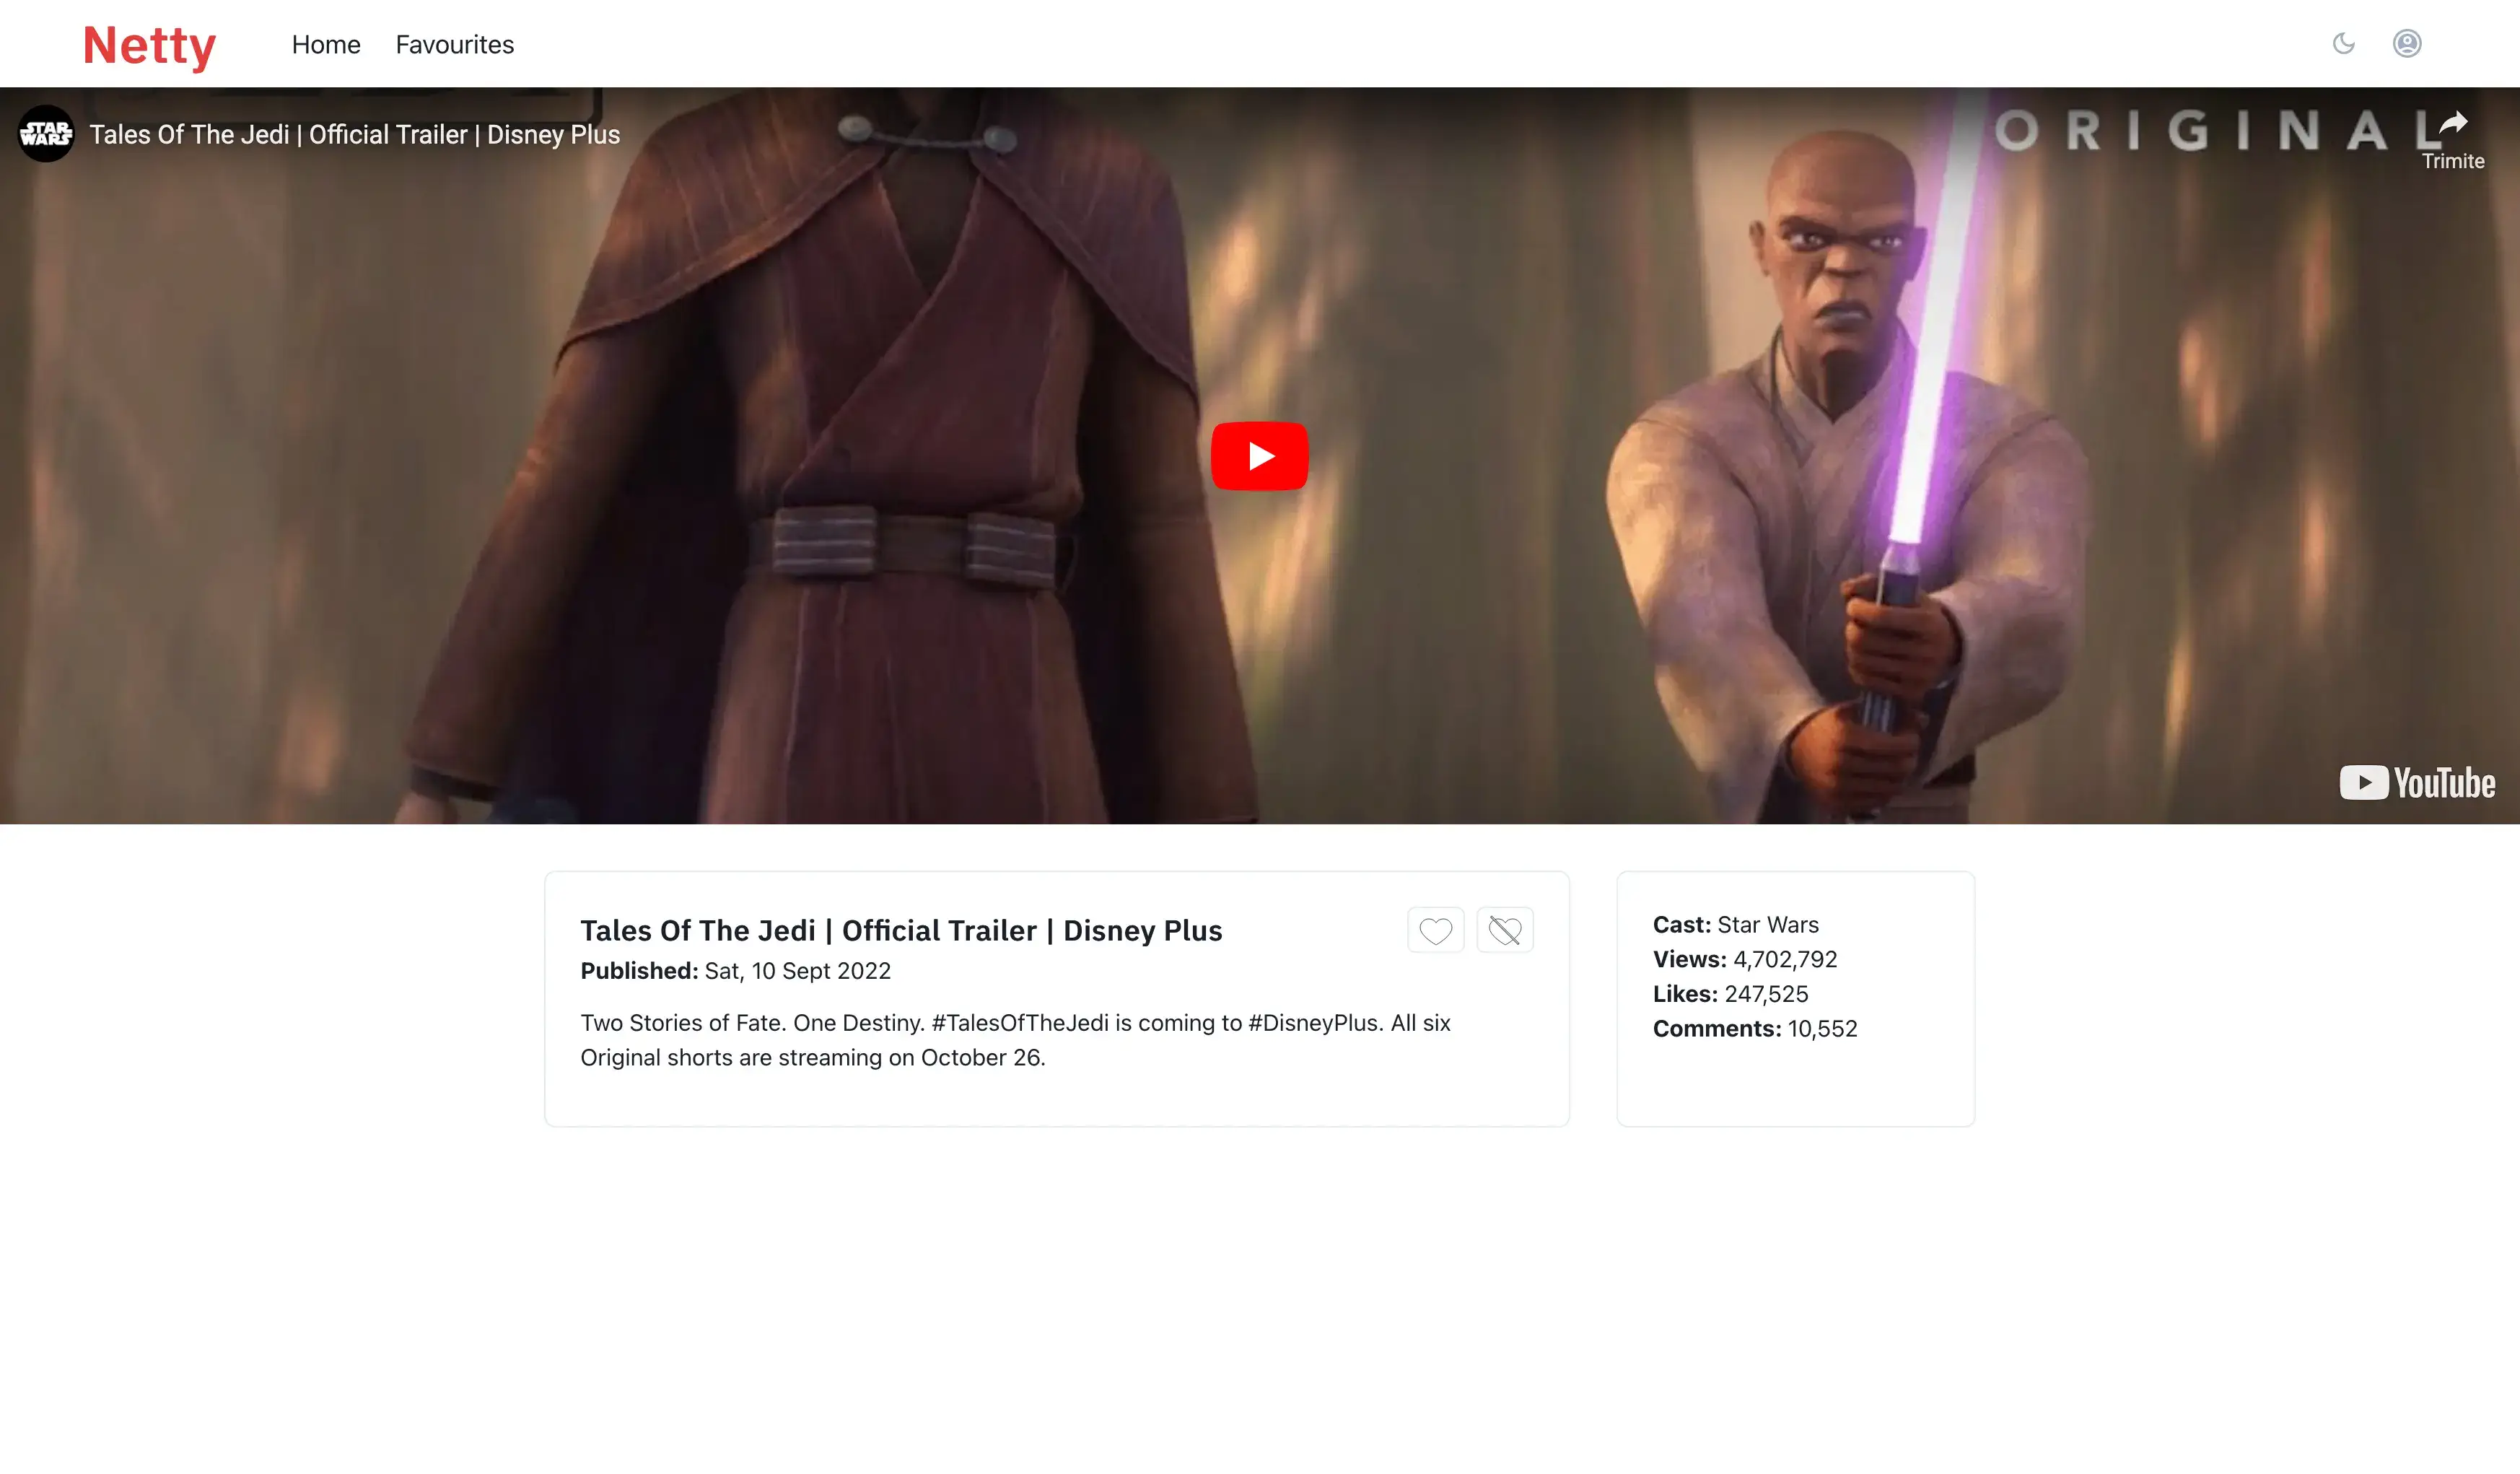 Netty
Home
Favourites
STAR WARS
Tales Of The Jedi | Official Trailer | Disney Plus
ORIGINAL
Trimite
YouTube
Tales Of The Jedi | Official Trailer | Disney Plus
Published: Sat, 10 Sept 2022
Two Stories of Fate. One Destiny. #TalesOfTheJedi is coming to #DisneyPlus. All six
Original shorts are streaming on October 26.
Cast: Star Wars
Views: 4,702,792
Likes: 247,525
Comments: 10,552